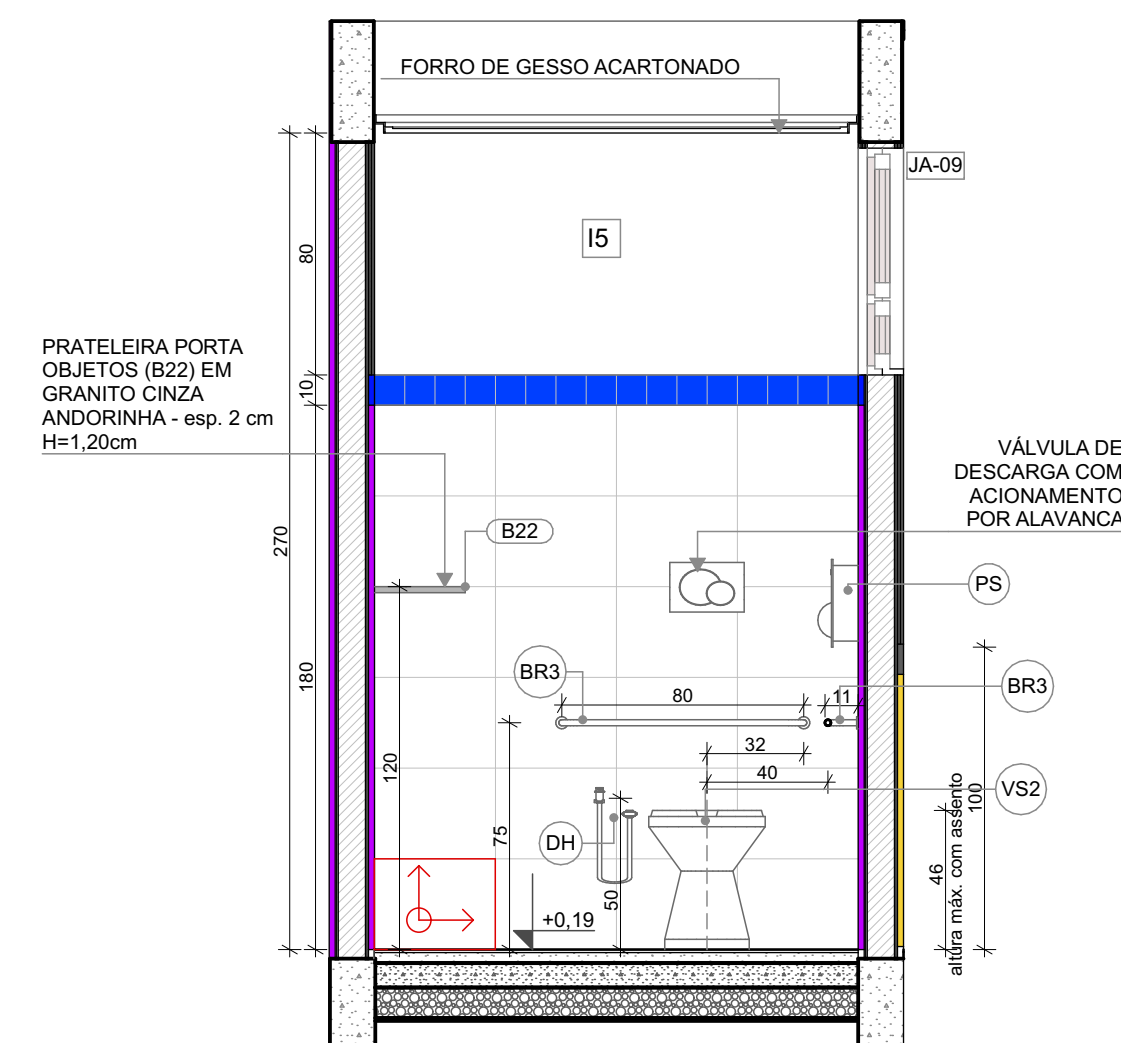 FORRO DE GESSO ACARTONADO
JA-09
I5
80
PRATELEIRA PORTA
OBJETOS (B22) EM
GRANITO CINZA
ANDORINHA - esp. 2 cm
H=1,20cm
10
VÁLVULA DE
DESCARGA COM
ACIONAMENTO
POR ALAVANCA
270
B22
PS
180
BR3
80
11
BR3
32
40
120
VS2
100
75
DH
46
altura máx. com assento
50
+0,19